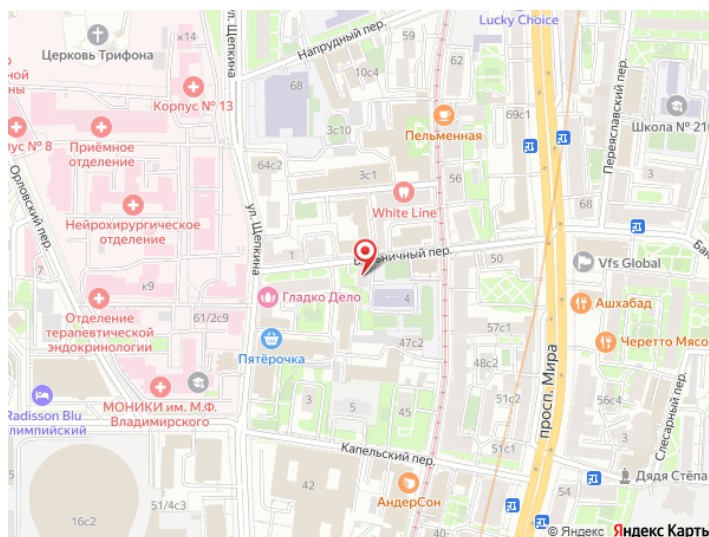 Lucky Choice
к14
Церковь Трифона
ул. Щепкина
Напрудный пер.
59
62
10с4
68
Корпус № 13
3с10
Пельменная
69с1
Переяславский пер.
Школа № 210
Приёмное
отделение
64с2
3с1
56
White Line
Орловский пер.
Нейрохирургическое
отделение
ул. Щепкина
68
1
50
Vfs Global
7
к9
Гладко Дело
4
Ашхабад
Отделение
терапевтической
эндокринологии
61/2с9
57с1
Черетто Мясо
Пятёрочка
47с2
48с2
просп. Мира
МОНИКИ им. М.Ф.
Владимирского
3
5
45
51с2
56с4
Слесарный пер.
Radisson Blu
3
Капельский пер.
51с1
Дядя Стёпа
42
АндерСон
54
51/4с3
16с2
40
© Яндекс Яндекс Карты